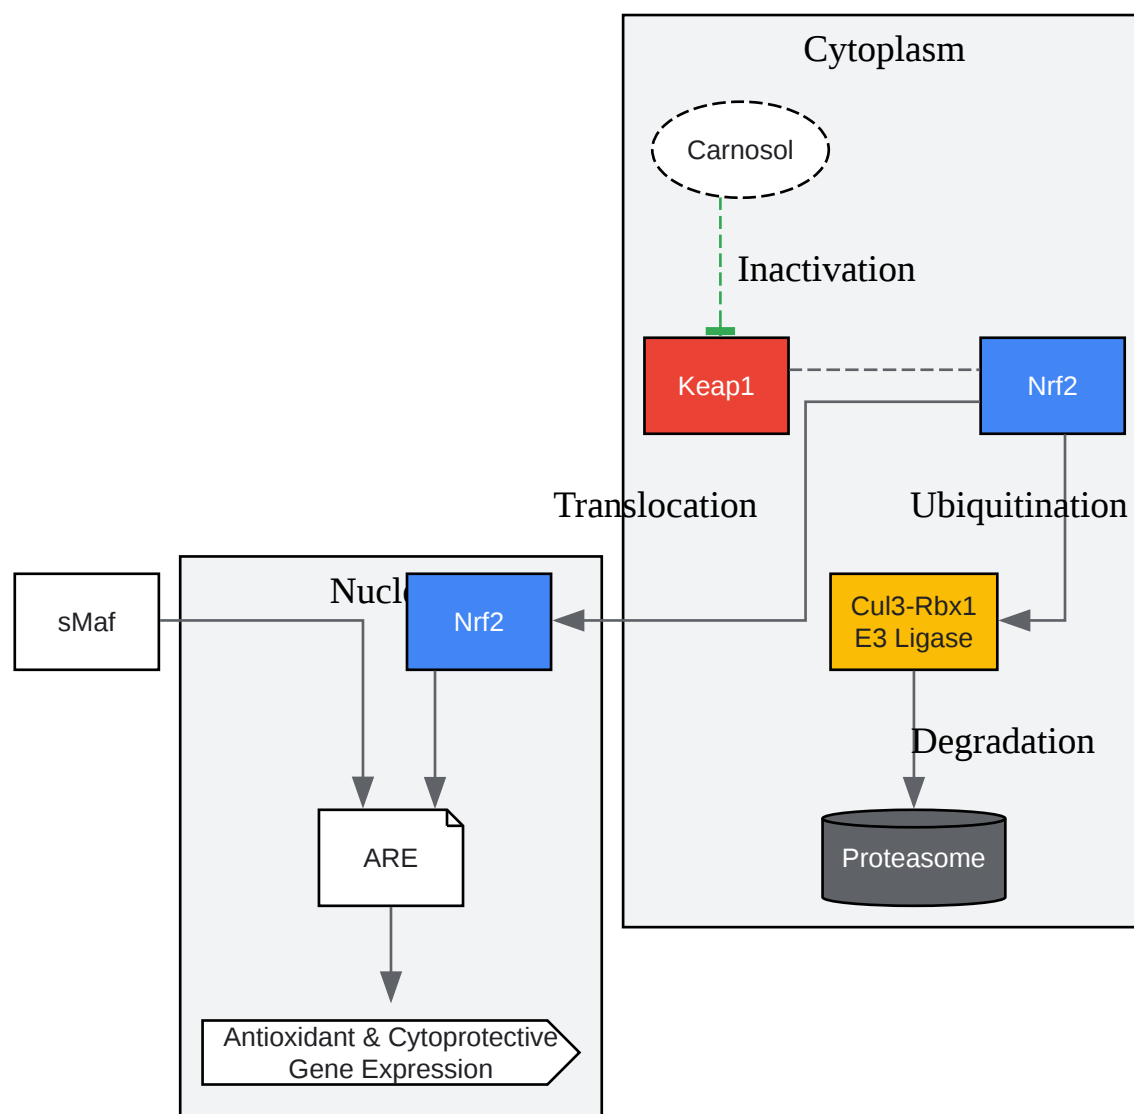 Cytoplasm
Carnosol
Inactivation
Keap1
Nrf2
Translocation
Ubiquitination
sMaf
Nrf2
Cul3-Rbx1
E3 Ligase
Degradation
ARE
Proteasome
Antioxidant & Cytoprotective
Gene Expression